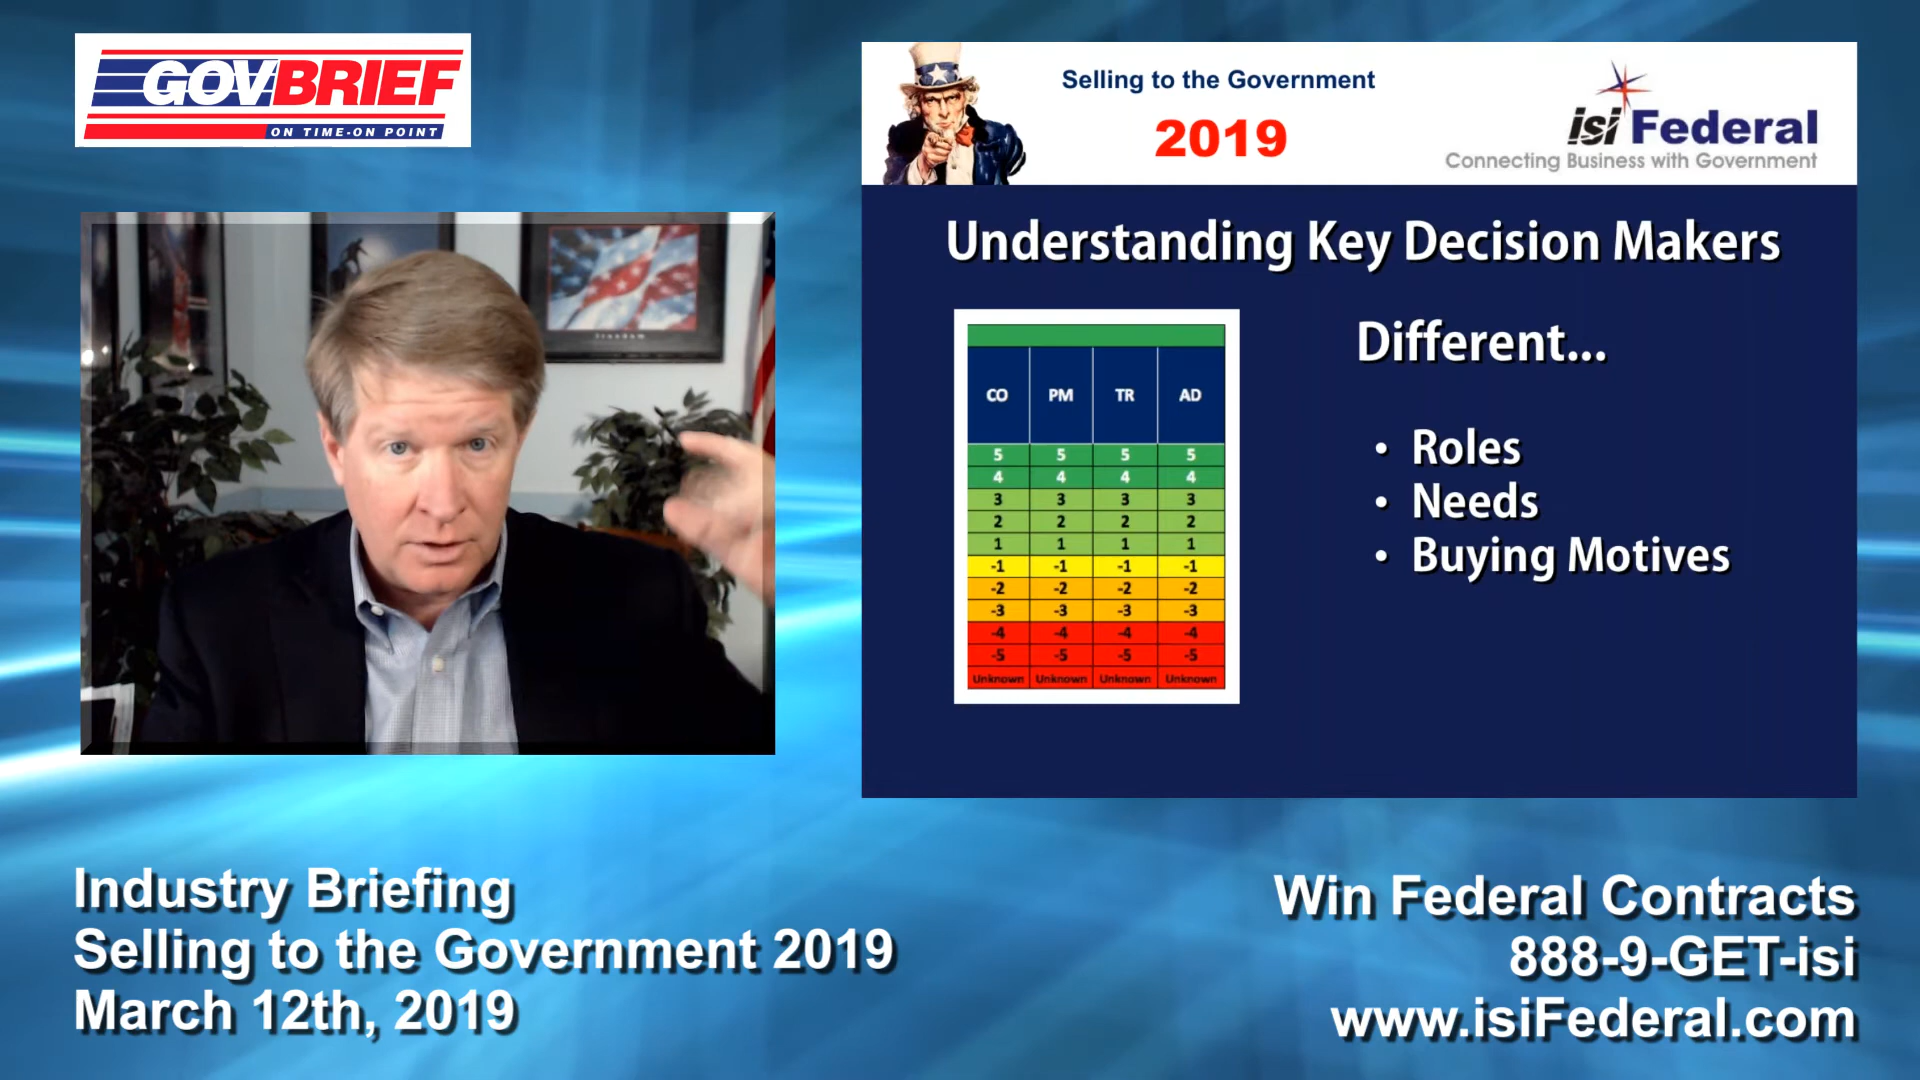 GOVBRIEF
ON TIME-ON POINT
Selling to the Government
2019
isi Federal
Connecting Business with Government
Understanding Key Decision Makers
CO PM TR AD
5 5 5 5
4 4 4 4
3 3 3 3
2 2 2 2
1 1 1 1
-1 -1 -1 -1
-2 -2 -2 -2
-3 -3 -3 -3
-4 -4 -4 -4
-5 -5 -5 -5
Unknown Unknown Unknown Unknown
Different...
• Roles
• Needs
• Buying Motives
Freedom
Industry Briefing
Selling to the Government 2019
March 12th, 2019
Win Federal Contracts
888-9-GET-isi
www.isiFederal.com